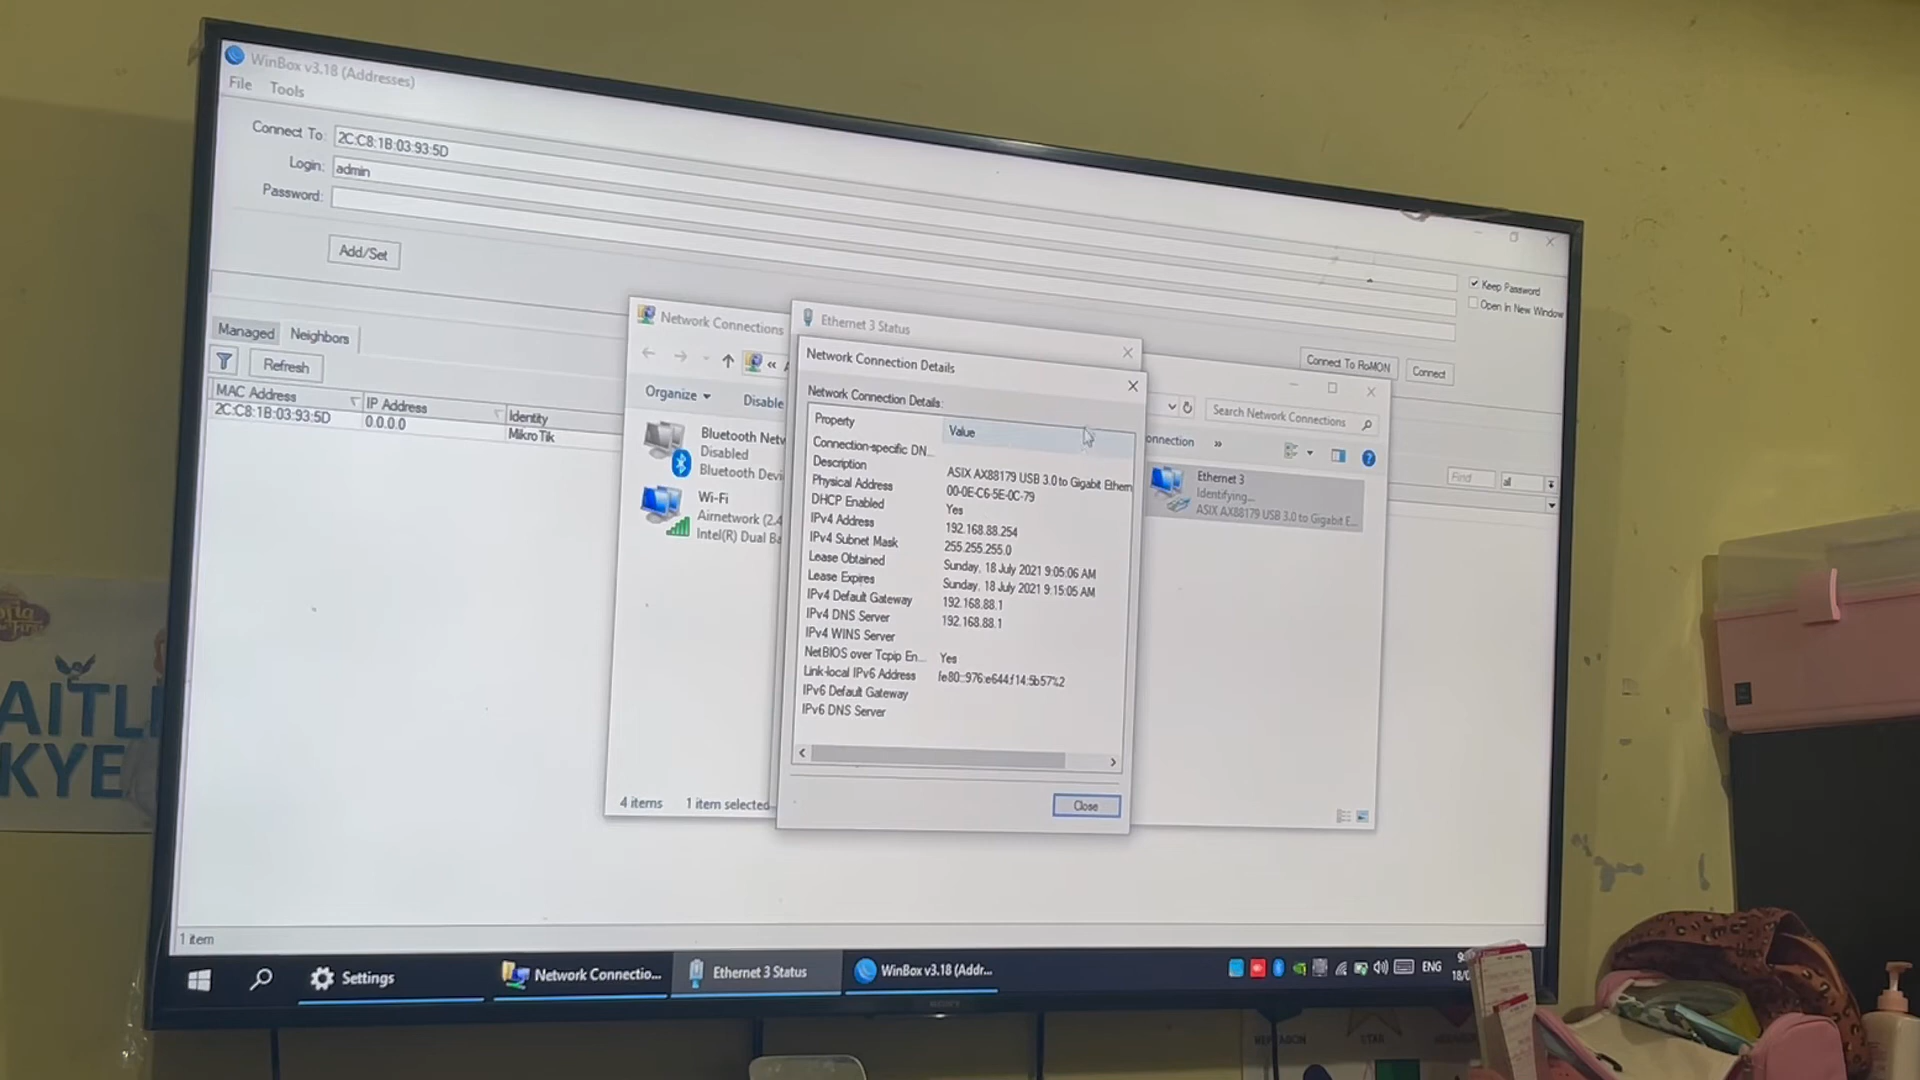 WinBox v3.18 (Addresses)
File Tools
Connect To: 2C:C8:1B:03:93:5D
Login: admin
Password:
Add/Set
Keep Password
Open In New Window
Connect To RoMON
Connect
Managed Neighbors
Refresh
MAC Address IP Address Identity
2C:C8:1B:03:93:5D 0.0.0.0 MikroTik
Find all
Network Connections
Search Network Connections
Organize
Disable
onnection »
Bluetooth Netw
Disabled
Bluetooth Devi
Wi-Fi
Airnetwork (2.4
Intel(R) Dual Ba
Ethernet 3
Identifying...
ASIX AX88179 USB 3.0 to Gigabit E...
4 items 1 item selected
Ethernet 3 Status
Network Connection Details
Network Connection Details:
Property Value
Connection-specific DN...
Description ASIX AX88179 USB 3.0 to Gigabit Ethern
Physical Address 00-0E-C6-5E-0C-79
DHCP Enabled Yes
IPv4 Address 192.168.88.254
IPv4 Subnet Mask 255.255.255.0
Lease Obtained Sunday, 18 July 2021 9:05:06 AM
Lease Expires Sunday, 18 July 2021 9:15:05 AM
IPv4 Default Gateway 192.168.88.1
IPv4 DNS Server 192.168.88.1
IPv4 WINS Server
NetBIOS over Tcpip En... Yes
Link-local IPv6 Address fe80::976:e644:f14:5b57%2
IPv6 Default Gateway
IPv6 DNS Server
Close
1 item
Settings
Network Connectio...
Ethernet 3 Status
WinBox v3.18 (Addr...
ENG
SONY
AITL
KYE
STAR